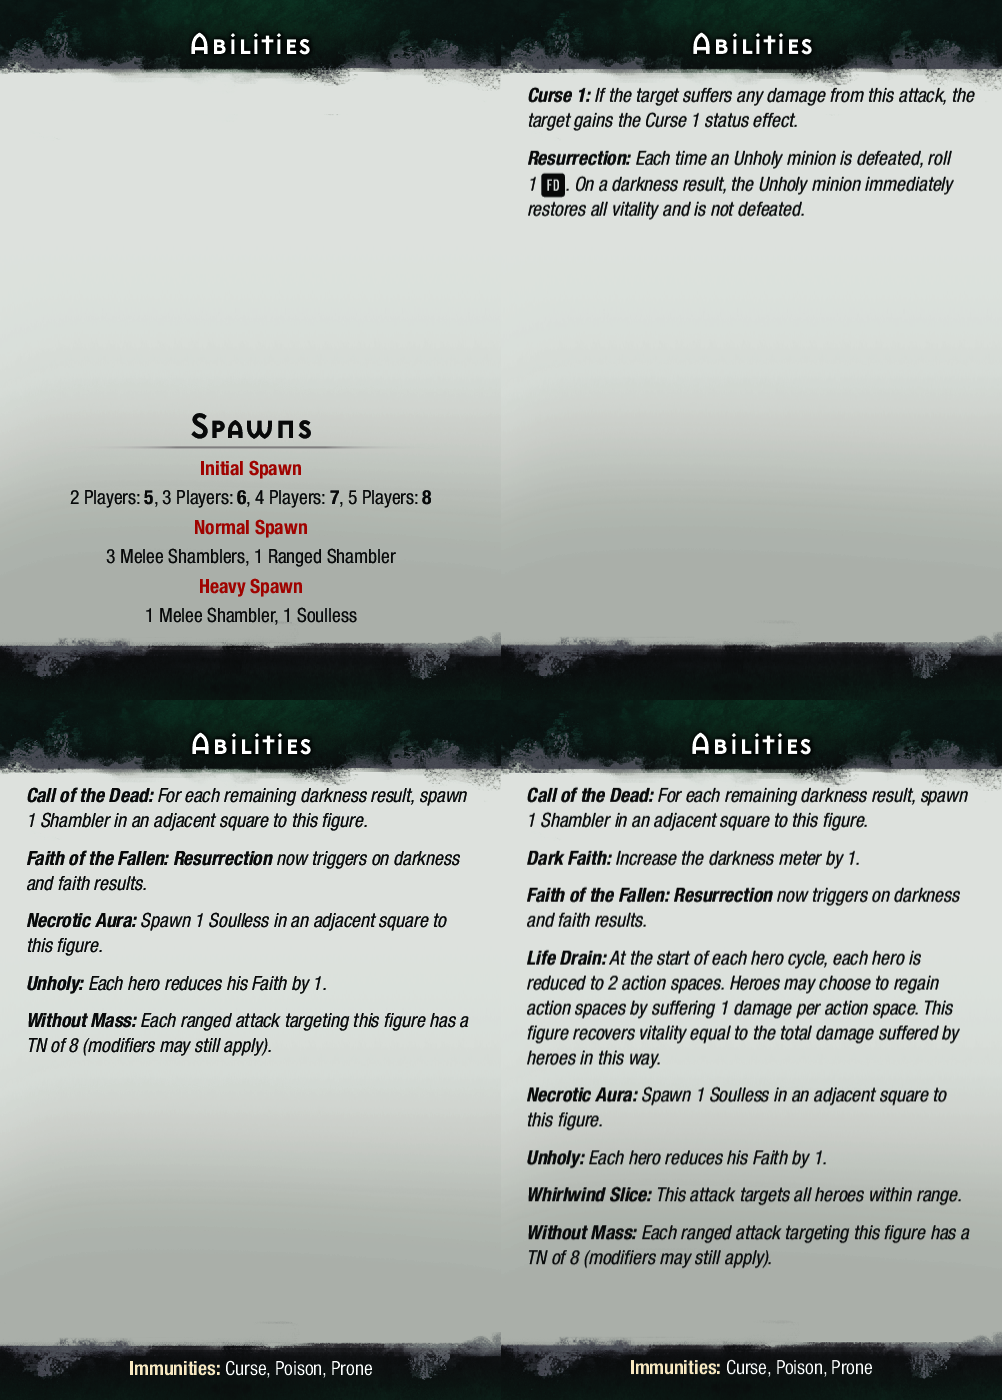 Abilities
Spawns
Initial Spawn
2 Players: 5, 3 Players: 6, 4 Players: 7, 5 Players: 8
Normal Spawn
3 Melee Shamblers, 1 Ranged Shambler
Heavy Spawn
1 Melee Shambler, 1 Soulless
Abilities
Curse 1: If the target suffers any damage from this attack, the
target gains the Curse 1 status effect.
Resurrection: Each time an Unholy minion is defeated, roll
1 FD. On a darkness result, the Unholy minion immediately
restores all vitality and is not defeated.
Abilities
Call of the Dead: For each remaining darkness result, spawn
1 Shambler in an adjacent square to this figure.
Faith of the Fallen: Resurrection now triggers on darkness
and faith results.
Necrotic Aura: Spawn 1 Soulless in an adjacent square to
this figure.
Unholy: Each hero reduces his Faith by 1.
Without Mass: Each ranged attack targeting this figure has a
TN of 8 (modifiers may still apply).
Immunities: Curse, Poison, Prone
Abilities
Call of the Dead: For each remaining darkness result, spawn
1 Shambler in an adjacent square to this figure.
Dark Faith: Increase the darkness meter by 1.
Faith of the Fallen: Resurrection now triggers on darkness
and faith results.
Life Drain: At the start of each hero cycle, each hero is
reduced to 2 action spaces. Heroes may choose to regain
action spaces by suffering 1 damage per action space. This
figure recovers vitality equal to the total damage suffered by
heroes in this way.
Necrotic Aura: Spawn 1 Soulless in an adjacent square to
this figure.
Unholy: Each hero reduces his Faith by 1.
Whirlwind Slice: This attack targets all heroes within range.
Without Mass: Each ranged attack targeting this figure has a
TN of 8 (modifiers may still apply).
Immunities: Curse, Poison, Prone